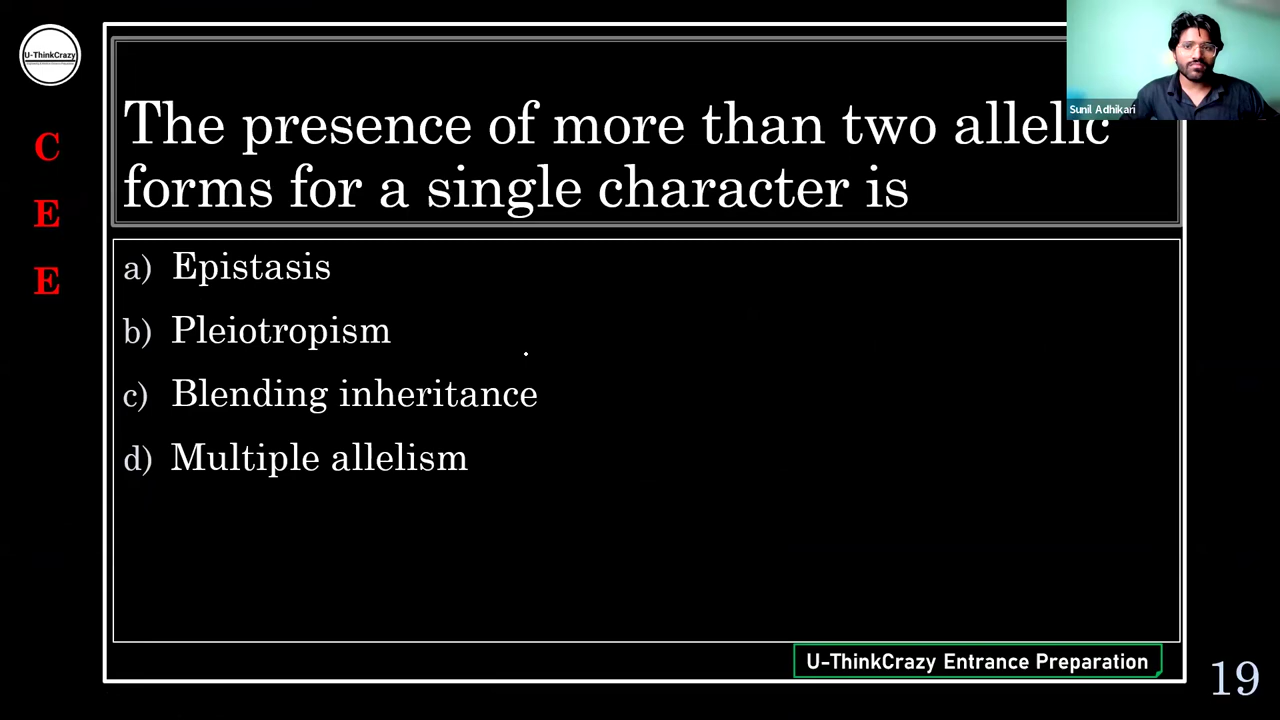 U-ThinkCrazy
C
E
E
Sunil Adhikari
The presence of more than two allelic
forms for a single character is
a) Epistasis
b) Pleiotropism
c) Blending inheritance
d) Multiple allelism
U-ThinkCrazy Entrance Preparation
19